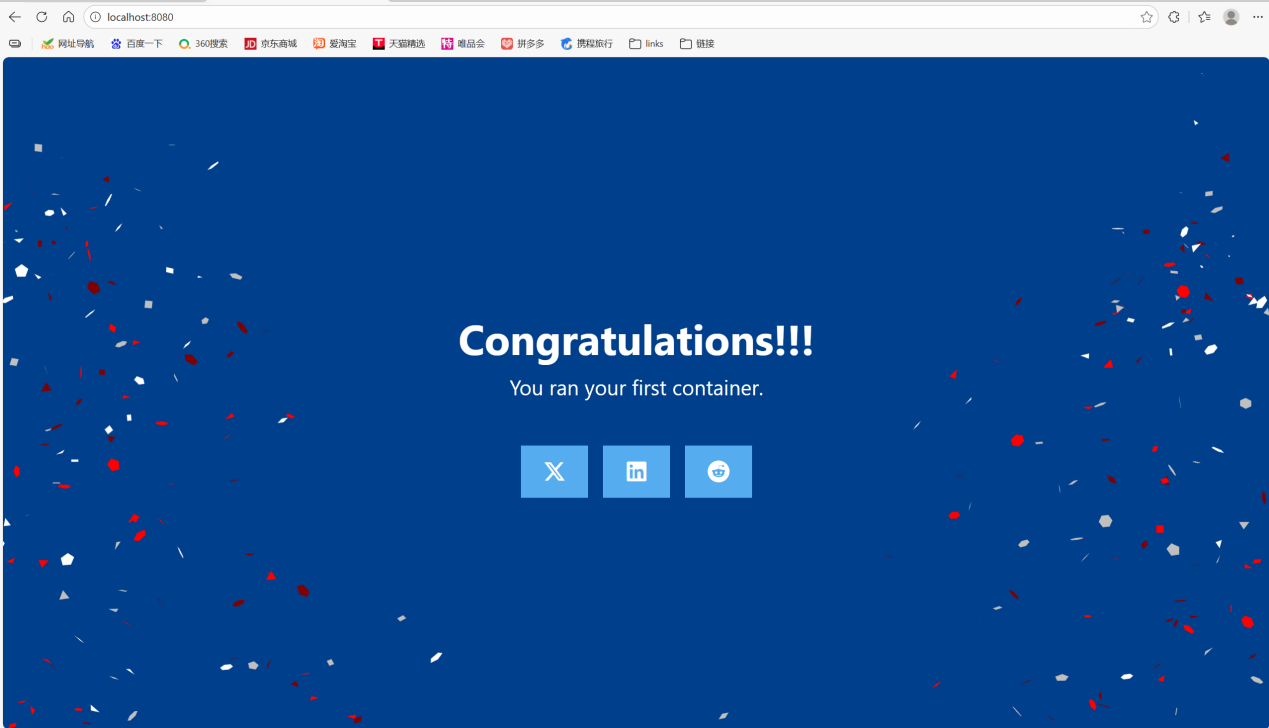 localhost:8080
网址导航 百度一下 360搜索 京东商城 爱淘宝 天猫精选 唯品会 拼多多 携程旅行 links 链接
Congratulations!!!
You ran your first container.